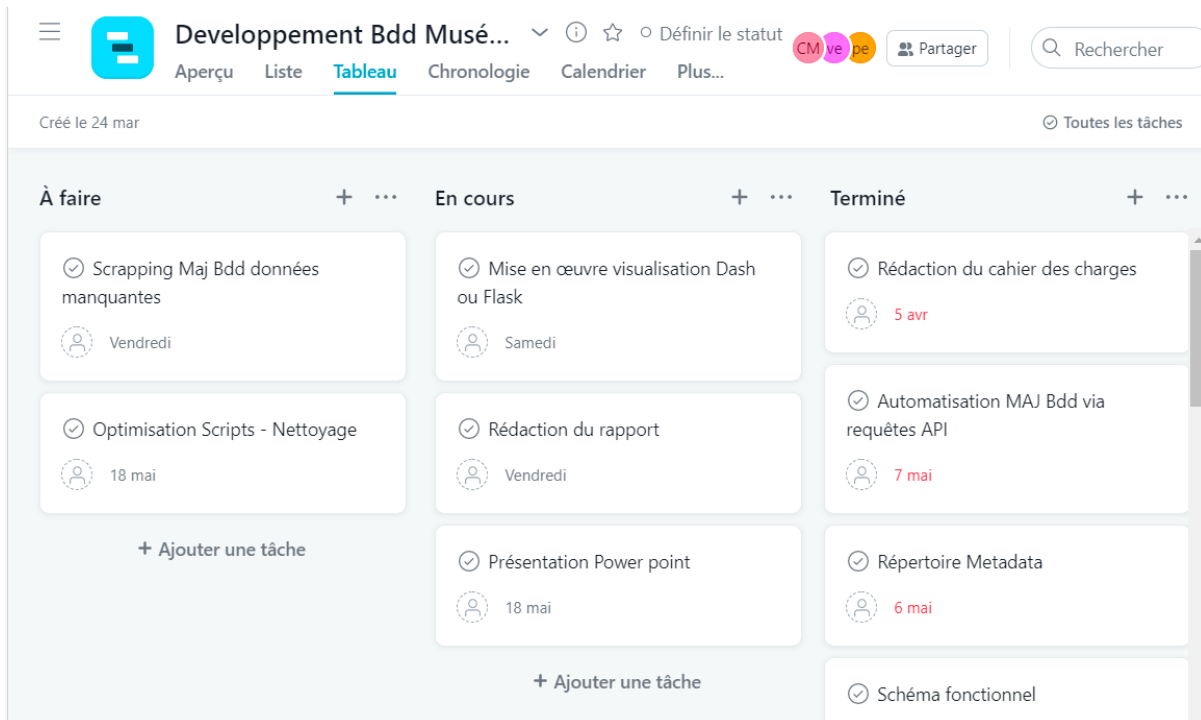 Developpement Bdd Musé...
Définir le statut
CM
ve
pe
Partager
Rechercher
Aperçu
Liste
Tableau
Chronologie
Calendrier
Plus...
Créé le 24 mar
Toutes les tâches
À faire
Scrapping Maj Bdd données
manquantes
Vendredi
Optimisation Scripts - Nettoyage
18 mai
+ Ajouter une tâche
En cours
Mise en œuvre visualisation Dash
ou Flask
Samedi
Rédaction du rapport
Vendredi
Présentation Power point
18 mai
+ Ajouter une tâche
Terminé
Rédaction du cahier des charges
5 avr
Automatisation MAJ Bdd via
requêtes API
7 mai
Répertoire Metadata
6 mai
Schéma fonctionnel